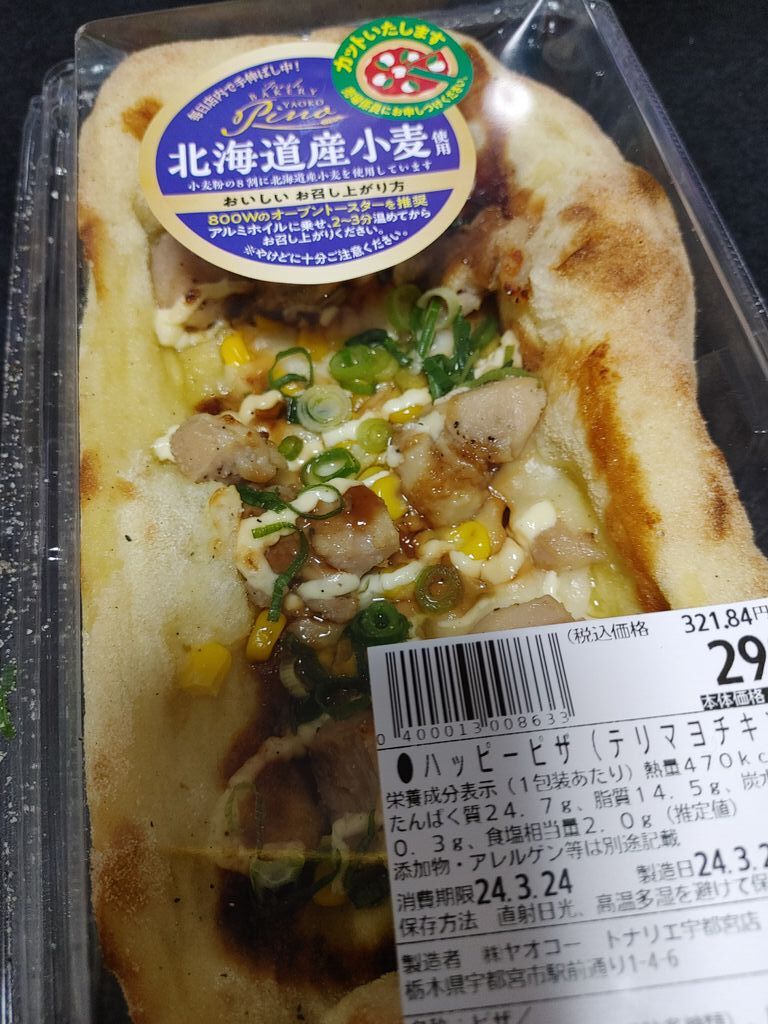 カットいたします
毎日店内で手伸ばし中!
BAKERY
YAOKO
Pino
北海道産小麦使用
小麦粉の8割に北海道産小麦を使用しています
おいしい お召し上がり方
800Wのオーブントースターを推奨
アルミホイルに乗せ、2~3分温めてから
お召し上がりください。
※やけどに十分ご注意ください。
(税込価格 321.84円
29
本体価格
0400013008633
●ハッピーピザ(テリマヨチキ
栄養成分表示(1包装あたり)熱量470kc
たんぱく質24.7g、脂質14.5g、炭水
0.3g、食塩相当量2.0g(推定値)
添加物・アレルゲン等は別途記載
消費期限24.3.24 製造日24.3.2
保存方法 直射日光、高温多湿を避けて保
製造者 ㈱ヤオコー トナリエ宇都宮店
栃木県宇都宮市駅前通り1-4-6